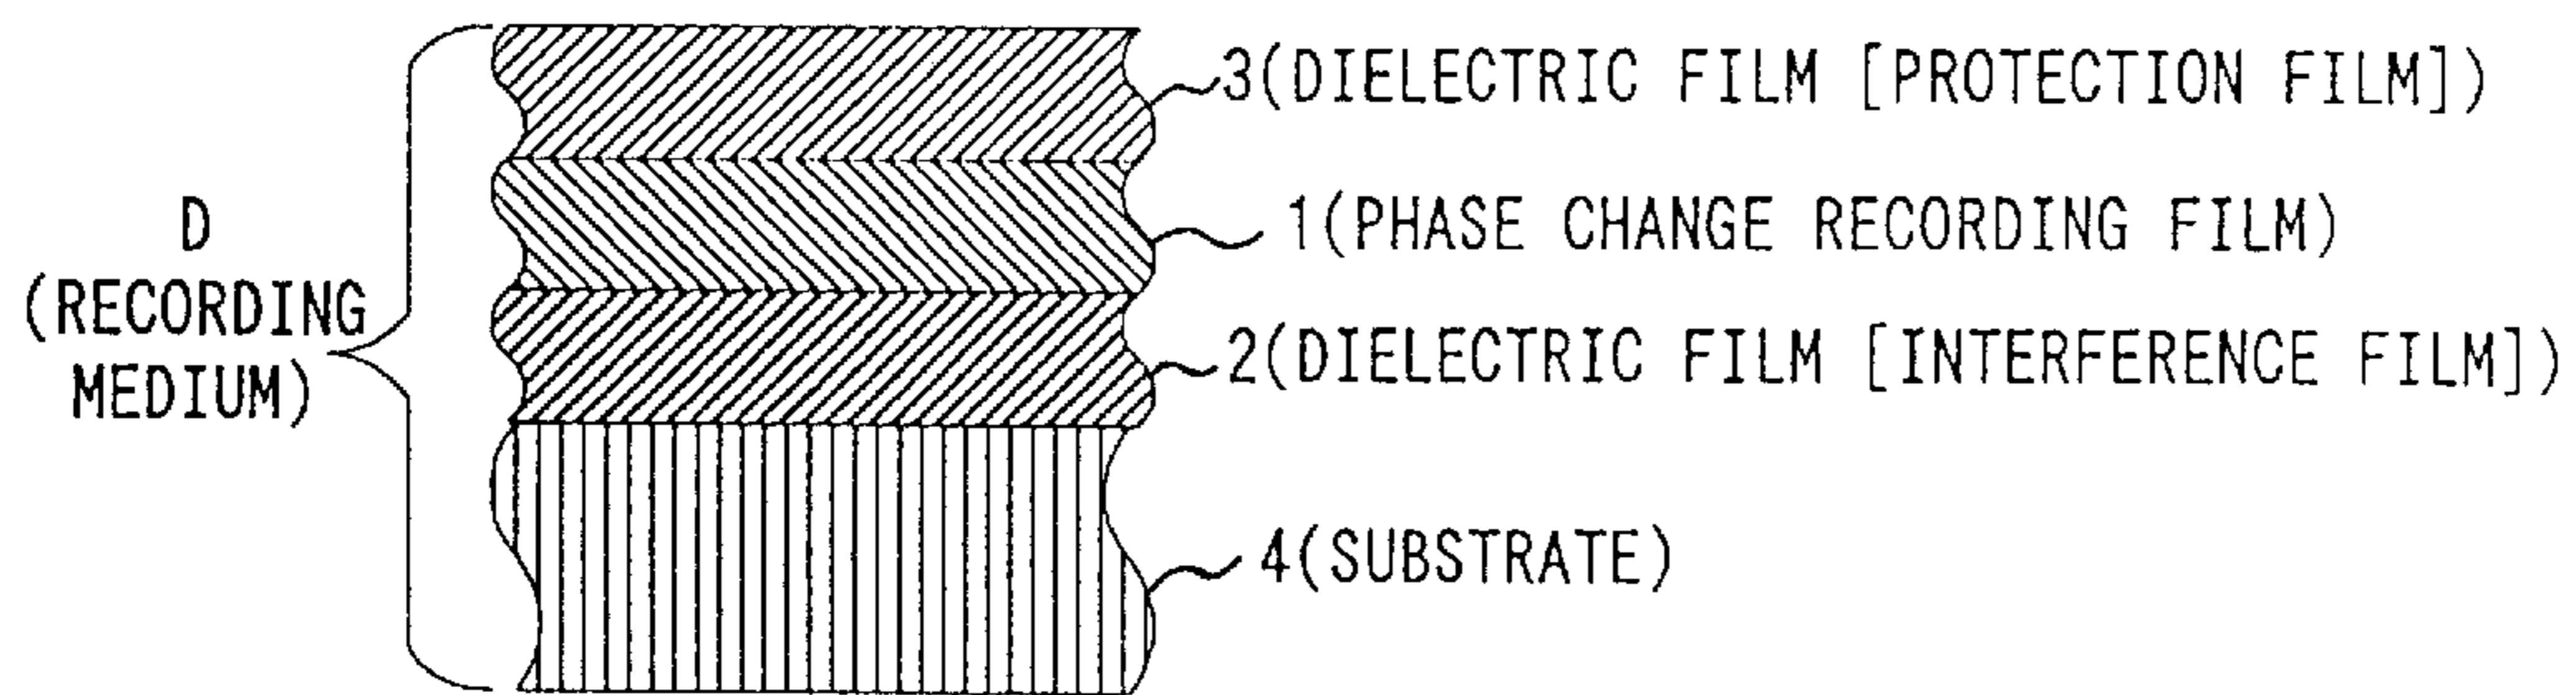 3(DIELECTRIC FILM [PROTECTION FILM])
D
(RECORDING
MEDIUM)
1(PHASE CHANGE RECORDING FILM)
2(DIELECTRIC FILM [INTERFERENCE FILM])
4(SUBSTRATE)